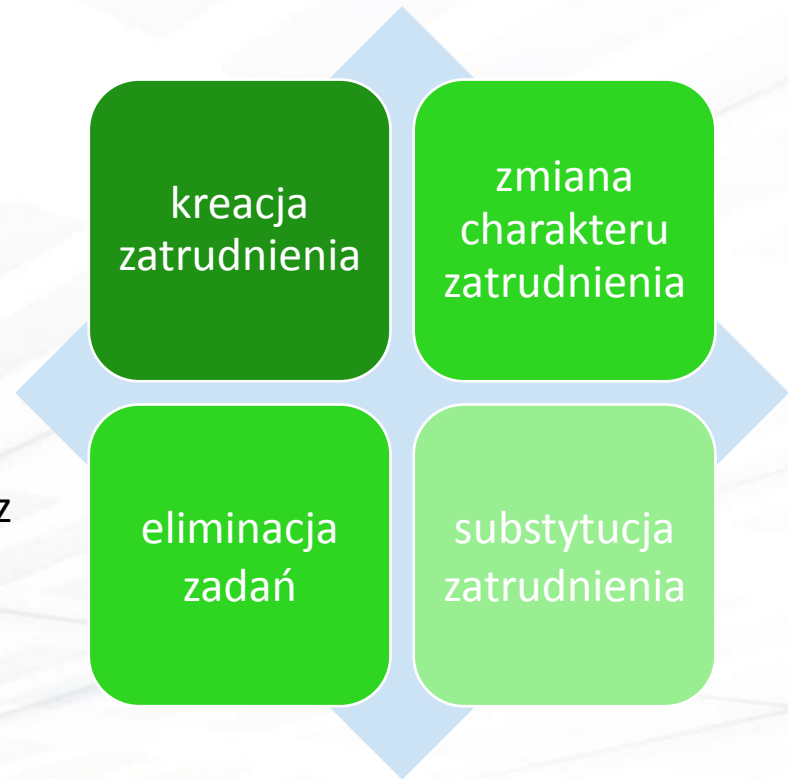 kreacja
zatrudnienia
zmiana
charakteru
zatrudnienia
z
eliminacja
zadań
substytucja
zatrudnienia